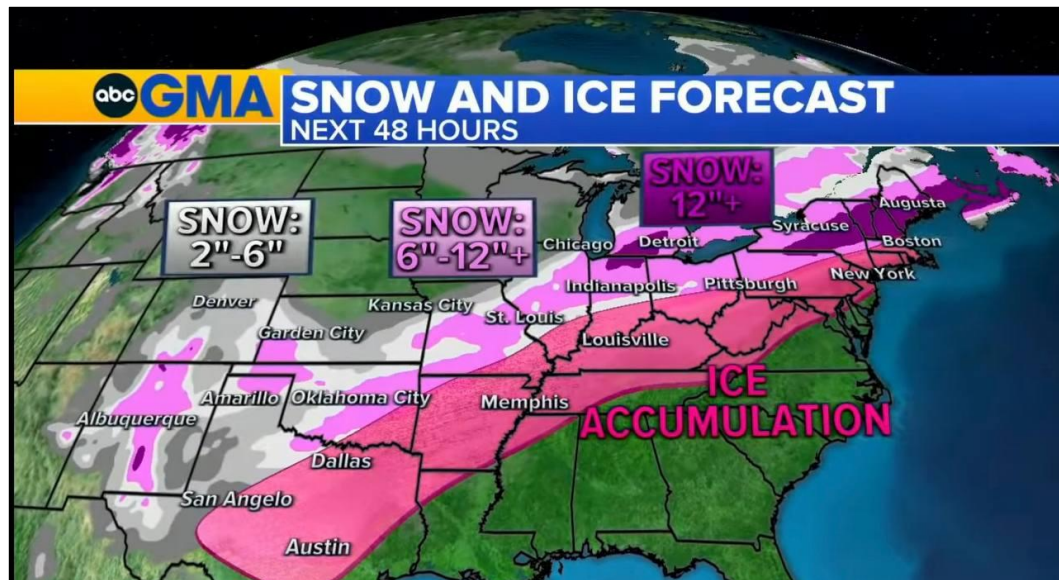 abc GMA
SNOW AND ICE FORECAST
NEXT 48 HOURS
SNOW:
12"+
SNOW:
2"-6"
SNOW:
6"-12"+
Augusta
Syracuse
Boston
Chicago
Detroit
New York
Indianapolis
Pittsburgh
Denver
Kansas City
St. Louis
Garden City
Louisville
ICE
ACCUMULATION
Amarillo
Oklahoma City
Memphis
Albuquerque
Dallas
San Angelo
Austin